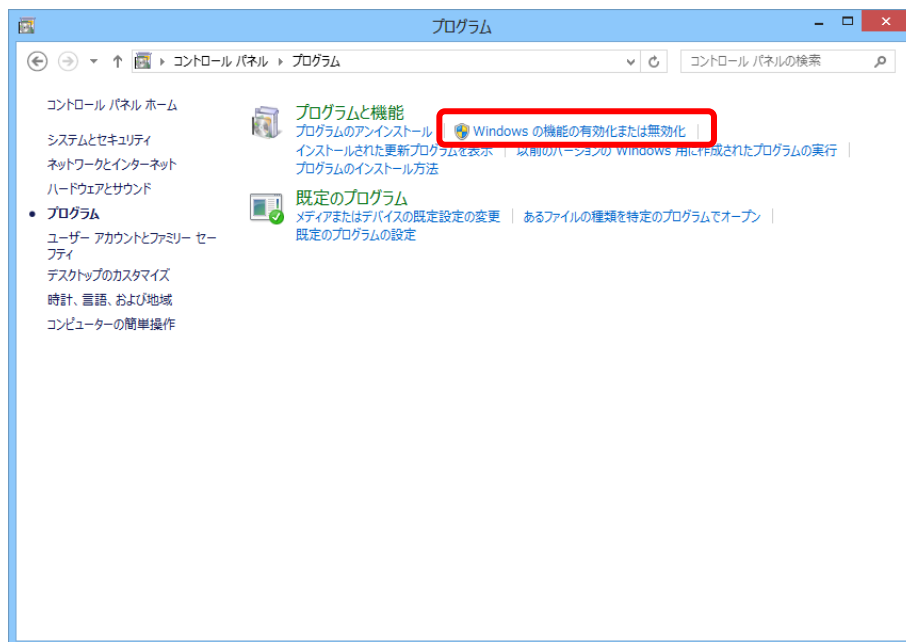 プログラム
コントロール パネル ▸ プログラム
コントロール パネルの検索
コントロール パネル ホーム
システムとセキュリティ
ネットワークとインターネット
ハードウェアとサウンド
• プログラム
ユーザー アカウントとファミリー セー
フティ
デスクトップのカスタマイズ
時計、言語、および地域
コンピューターの簡単操作
プログラムと機能
プログラムのアンインストール Windows の機能の有効化または無効化
インストールされた更新プログラムを表示 以前のバージョンの Windows 用に作成されたプログラムの実行
プログラムのインストール方法
既定のプログラム
メディアまたはデバイスの既定設定の変更 あるファイルの種類を特定のプログラムでオープン
既定のプログラムの設定